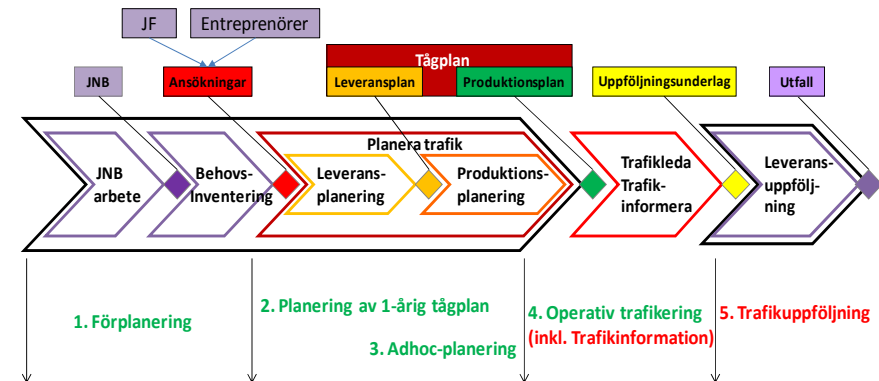 JF
Entreprenörer
Tågplan
JNB
Ansökningar
Leveransplan
Produktionsplan
Uppföljningsunderlag
Utfall
Planera trafik
JNB
arbete
Behovs-
Inventering
Leverans-
planering
Produktions-
planering
Trafikleda
Trafik-
informera
Leverans-
uppfölj-
ning
1. Förplanering
2. Planering av 1-årig tågplan
3. Adhoc-planering
4. Operativ trafikering
(inkl. Trafikinformation)
5. Trafikuppföljning